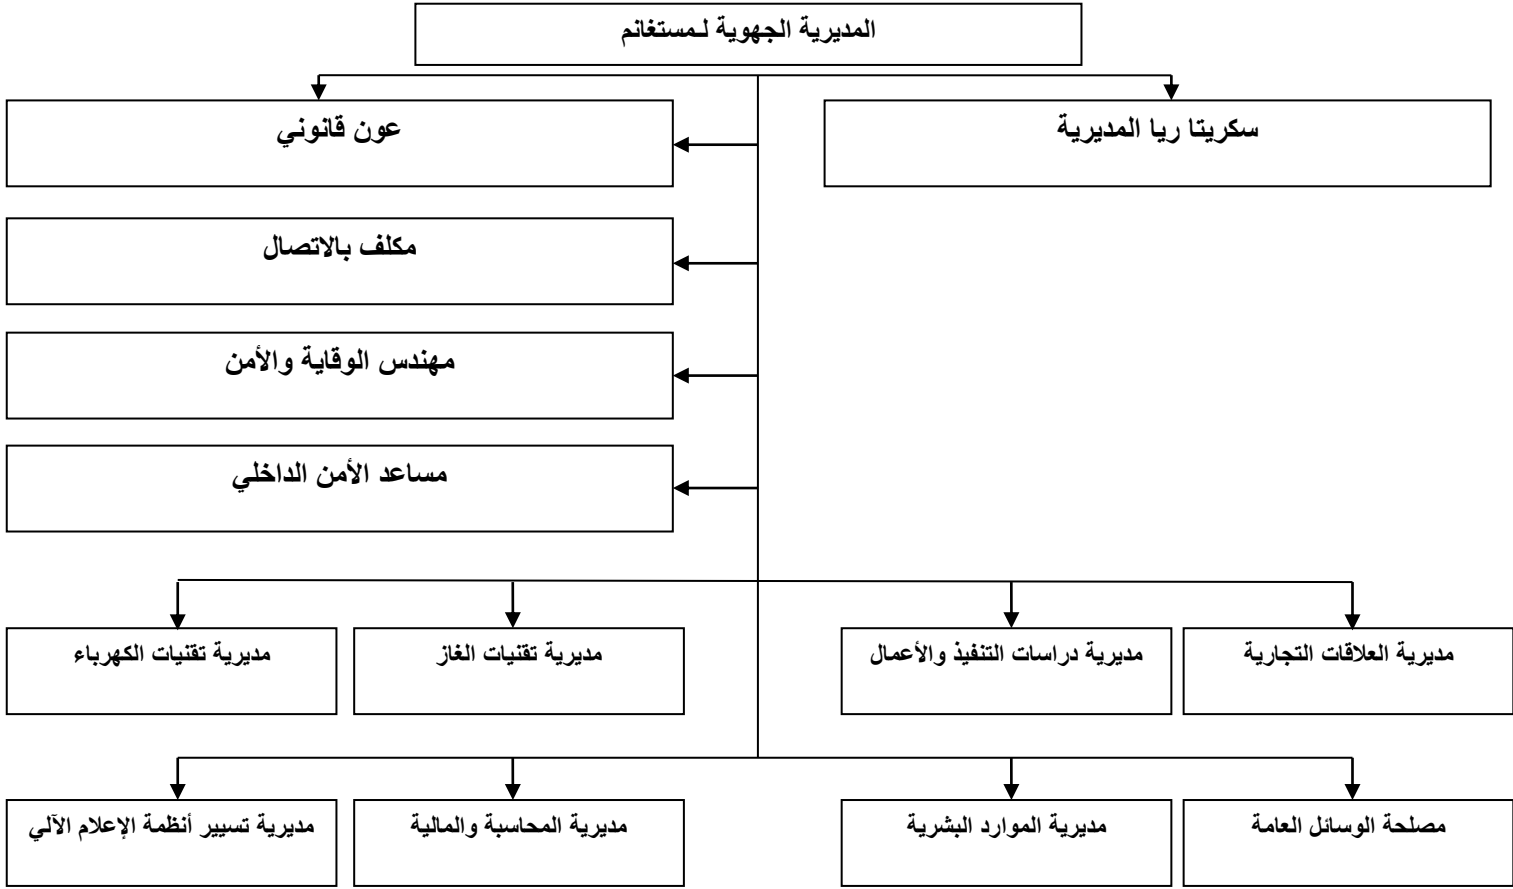 المديرية الجهوية لـمستغانم
سكريتا ريا المديرية
عون قانوني
مكلف بالاتصال
مهندس الوقاية والأمن
مساعد الأمن الداخلي
مديرية العلاقات التجارية
مديرية دراسات التنفيذ والأعمال
مديرية تقنيات الغاز
مديرية تقنيات الكهرباء
مصلحة الوسائل العامة
مديرية الموارد البشرية
مديرية المحاسبة والمالية
مديرية تسيير أنظمة الإعلام الآلي